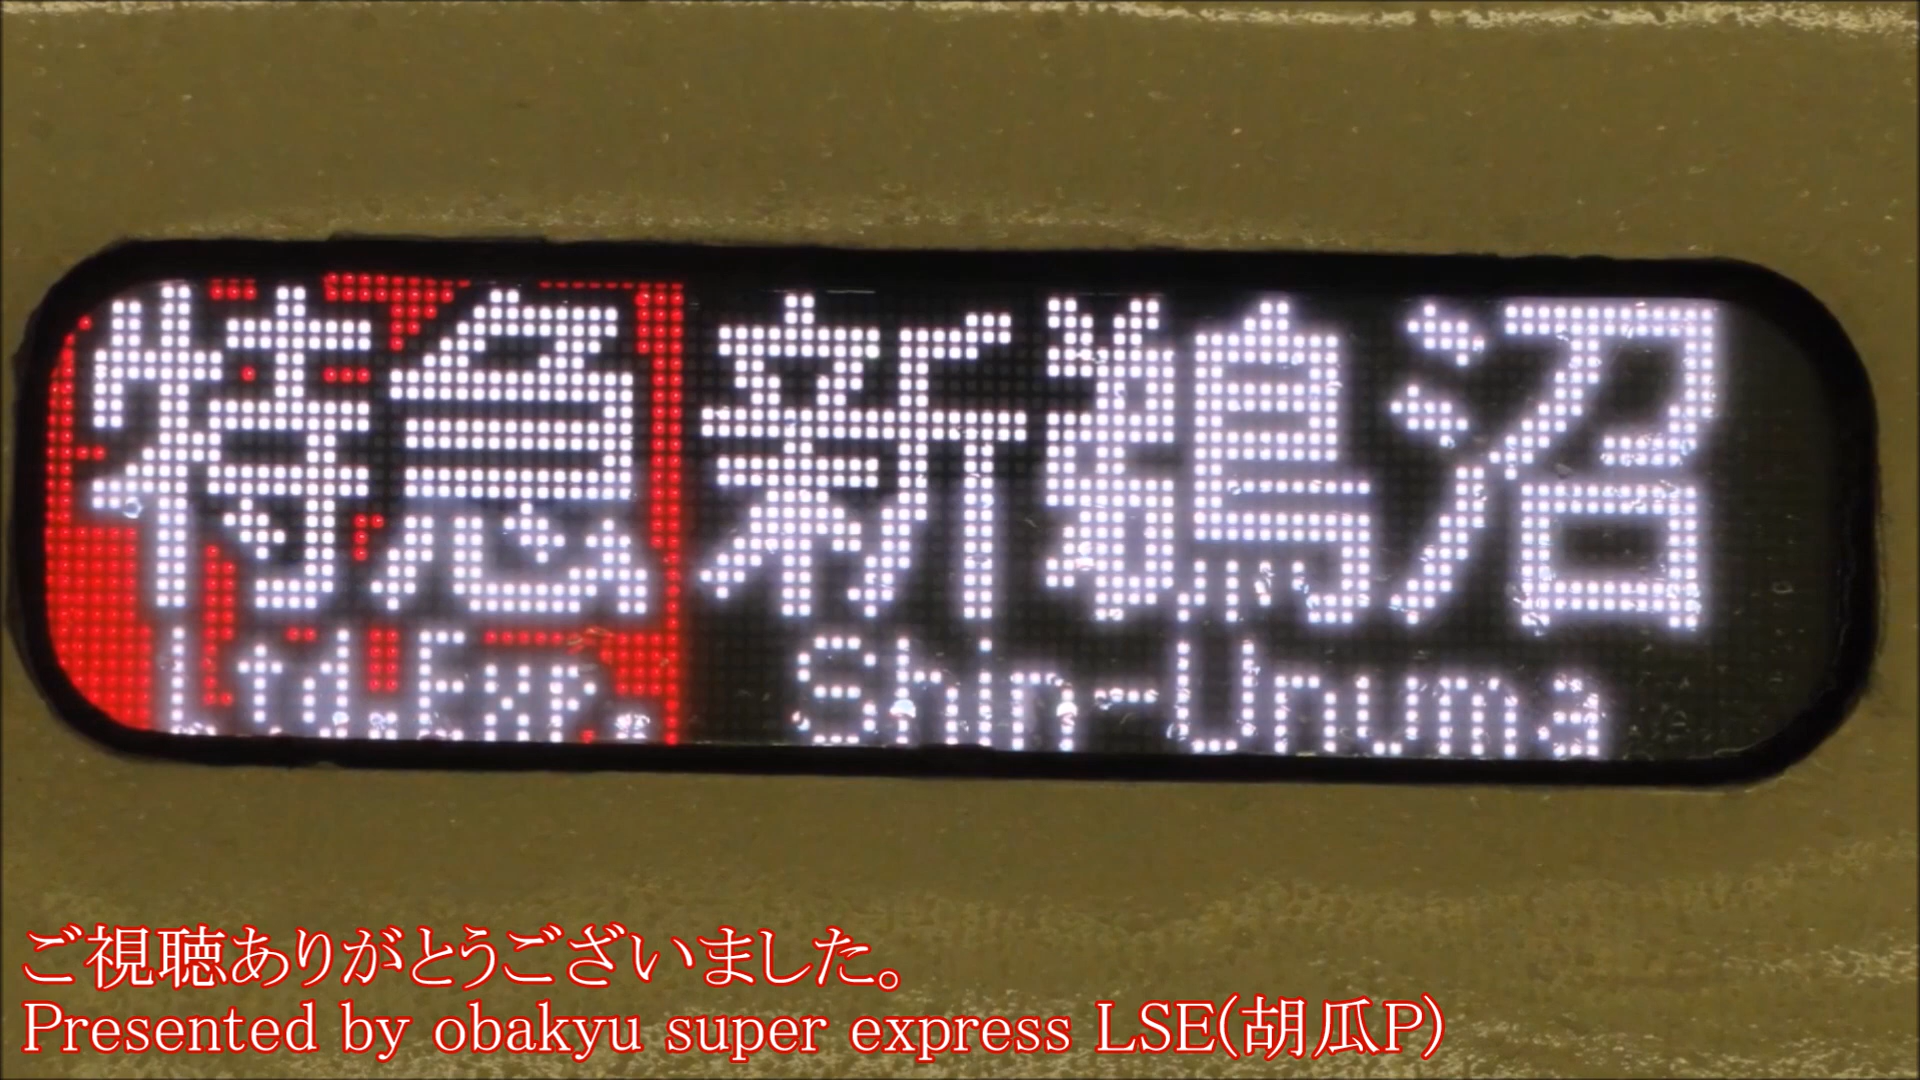 特急 新鵜沼
Ltd.Exp. Shin-Unuma
ご視聴ありがとうございました。
Presented by obakyu super express LSE(胡瓜P)